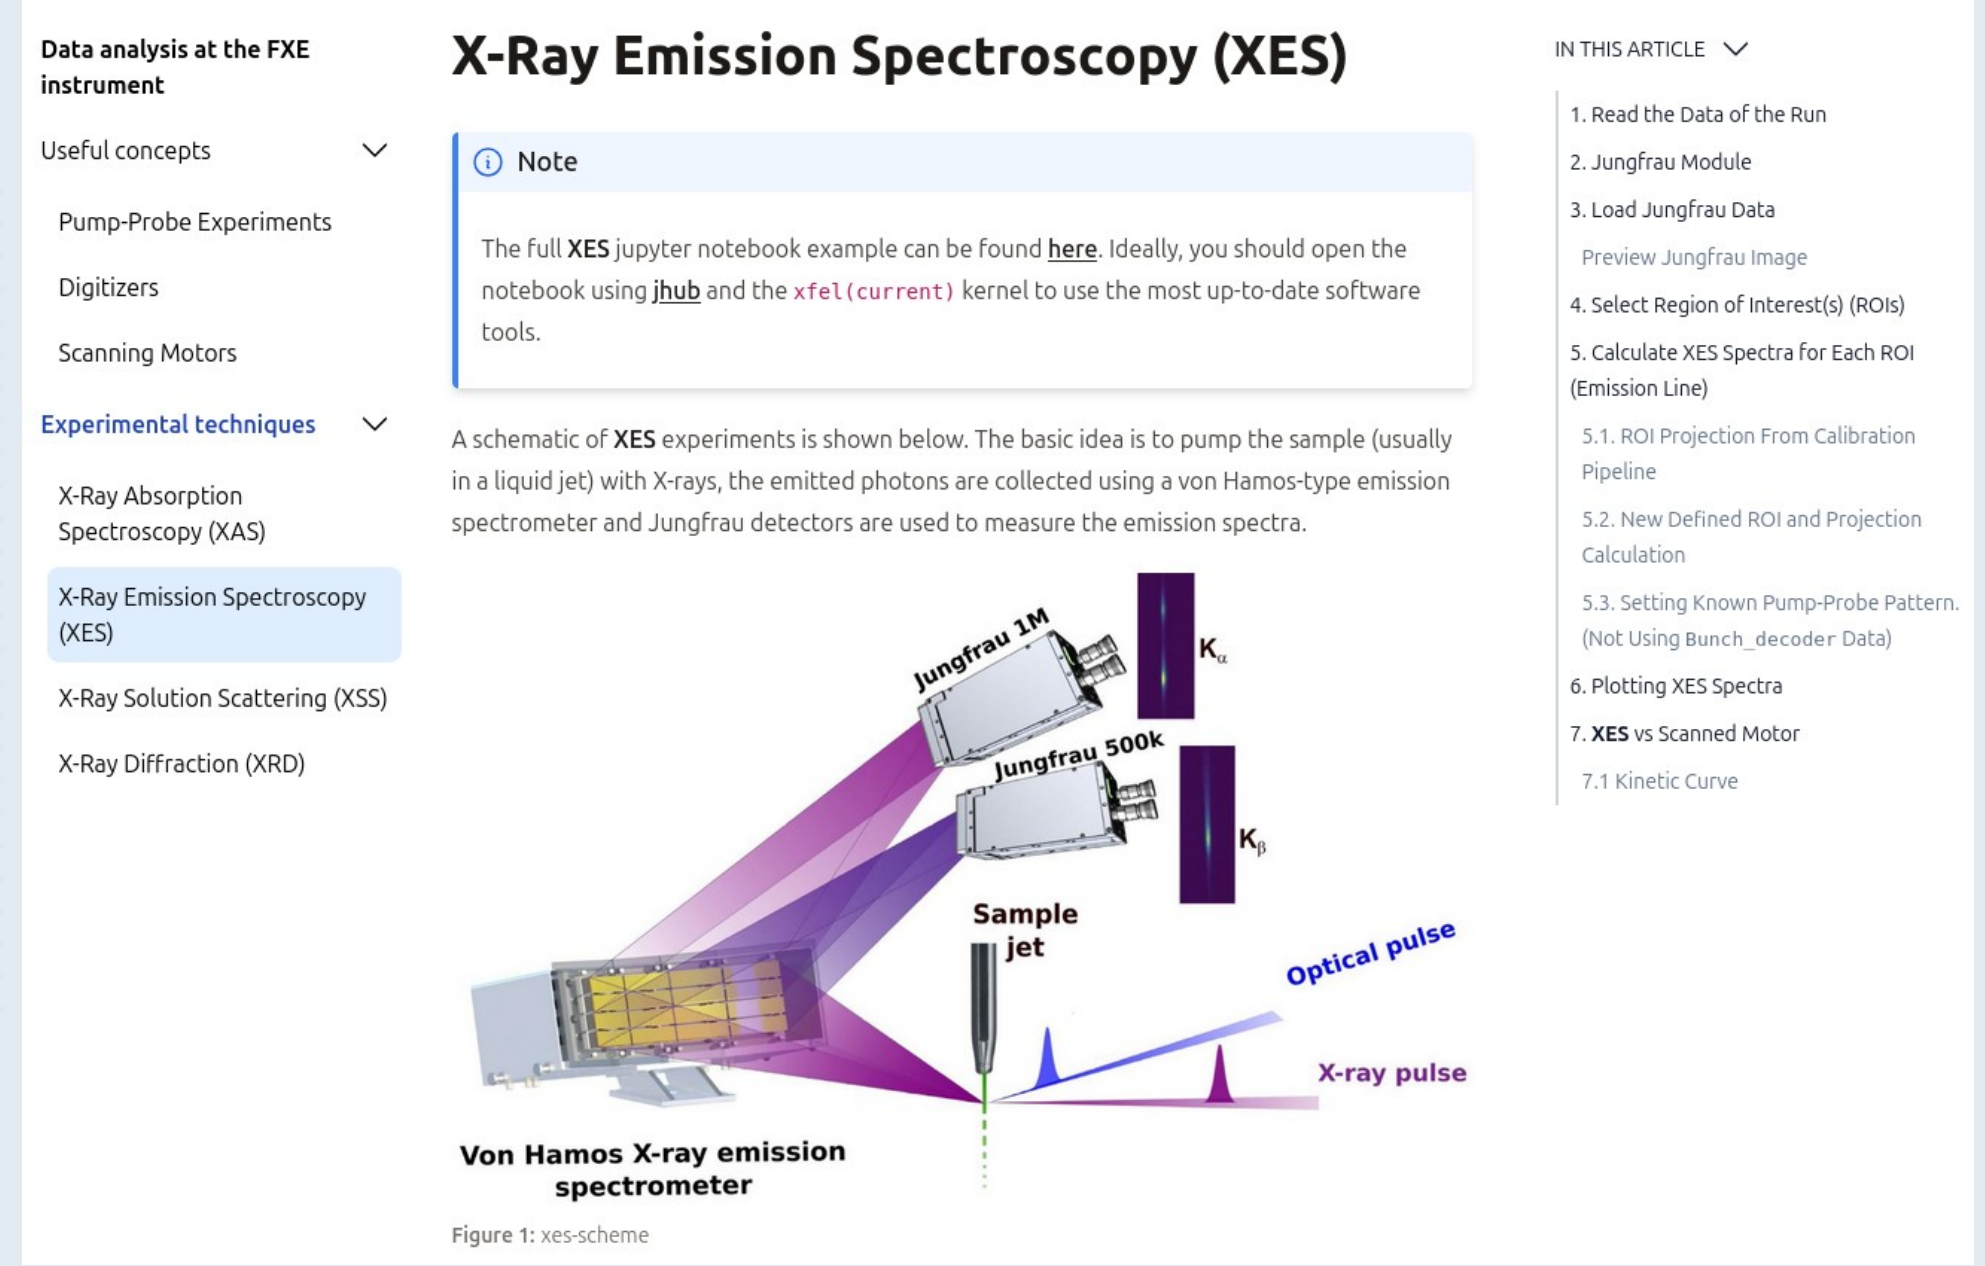 Data analysis at the FXE
instrument
Useful concepts
Pump-Probe Experiments
Digitizers
Scanning Motors
Experimental techniques
X-Ray Absorption
Spectroscopy (XAS)
X-Ray Emission Spectroscopy
(XES)
X-Ray Solution Scattering (XSS)
X-Ray Diffraction (XRD)
X-Ray Emission Spectroscopy (XES)
Note
The full XES jupyter notebook example can be found here. Ideally, you should open the
notebook using jhub and the xfel(current) kernel to use the most up-to-date software
tools.
A schematic of XES experiments is shown below. The basic idea is to pump the sample (usually
in a liquid jet) with X-rays, the emitted photons are collected using a von Hamos-type emission
spectrometer and Jungfrau detectors are used to measure the emission spectra.
Jungfrau 1M
Kα
Jungfrau 500k
Kβ
Sample
jet
Optical pulse
X-ray pulse
Von Hamos X-ray emission
spectrometer
Figure 1: xes-scheme
IN THIS ARTICLE
1. Read the Data of the Run
2. Jungfrau Module
3. Load Jungfrau Data
Preview Jungfrau Image
4. Select Region of Interest(s) (ROIs)
5. Calculate XES Spectra for Each ROI
(Emission Line)
5.1. ROI Projection From Calibration
Pipeline
5.2. New Defined ROI and Projection
Calculation
5.3. Setting Known Pump-Probe Pattern.
(Not Using Bunch_decoder Data)
6. Plotting XES Spectra
7. XES vs Scanned Motor
7.1 Kinetic Curve